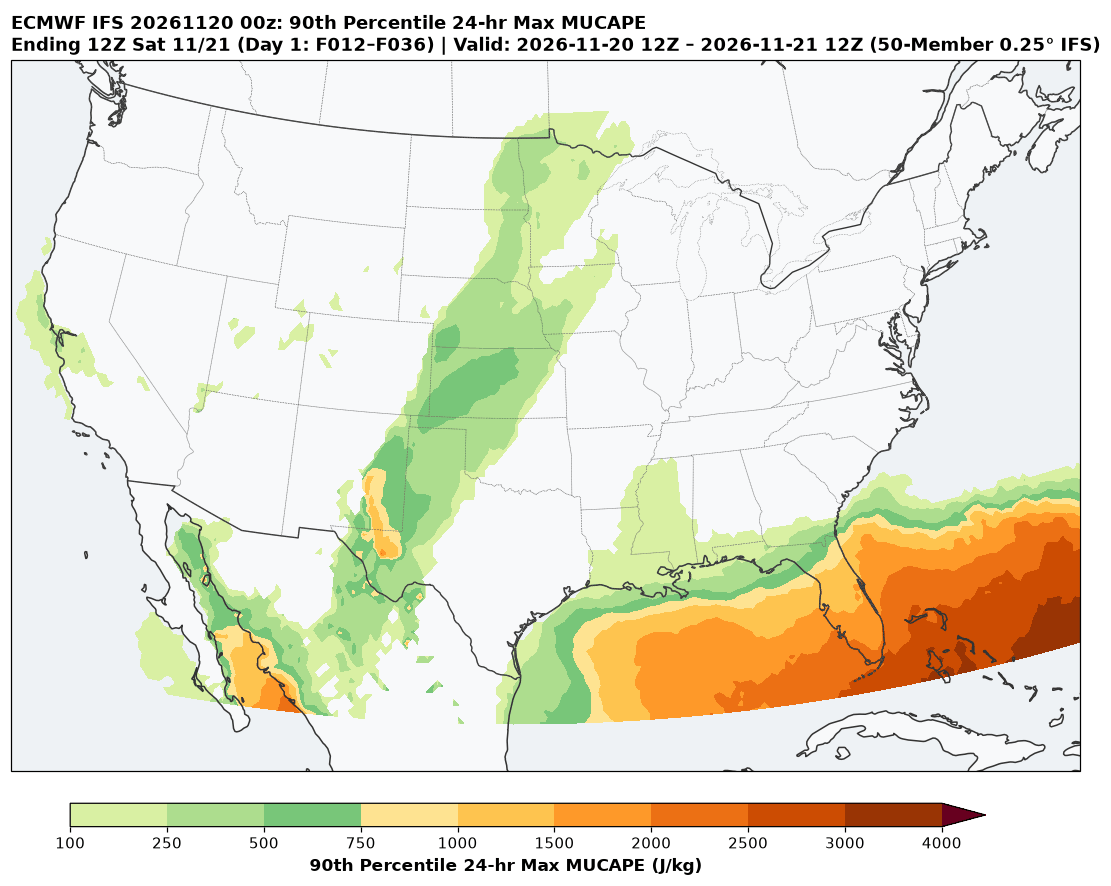 ECMWF IFS 20261120 00z: 90th Percentile 24-hr Max MUCAPE
Ending 12Z Sat 11/21 (Day 1: F012–F036) | Valid: 2026-11-20 12Z – 2026-11-21 12Z (50-Member 0.25° IFS)
100 250 500 750 1000 1500 2000 2500 3000 4000
90th Percentile 24-hr Max MUCAPE (J/kg)